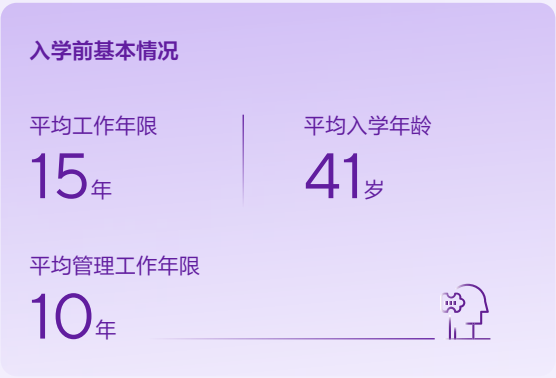 入学前基本情况
平均工作年限
15年
平均入学年龄
41岁
平均管理工作年限
10年